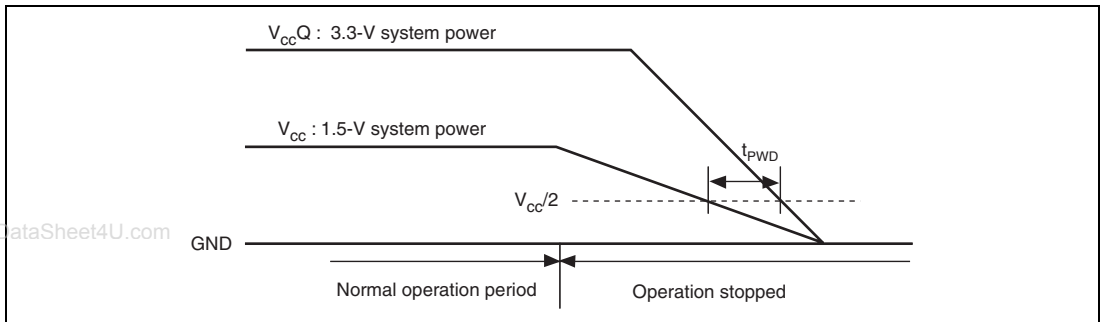 VccQ : 3.3-V system power
Vcc : 1.5-V system power
tPWD
Vcc/2
DataSheet4U.com
GND
Normal operation period
Operation stopped